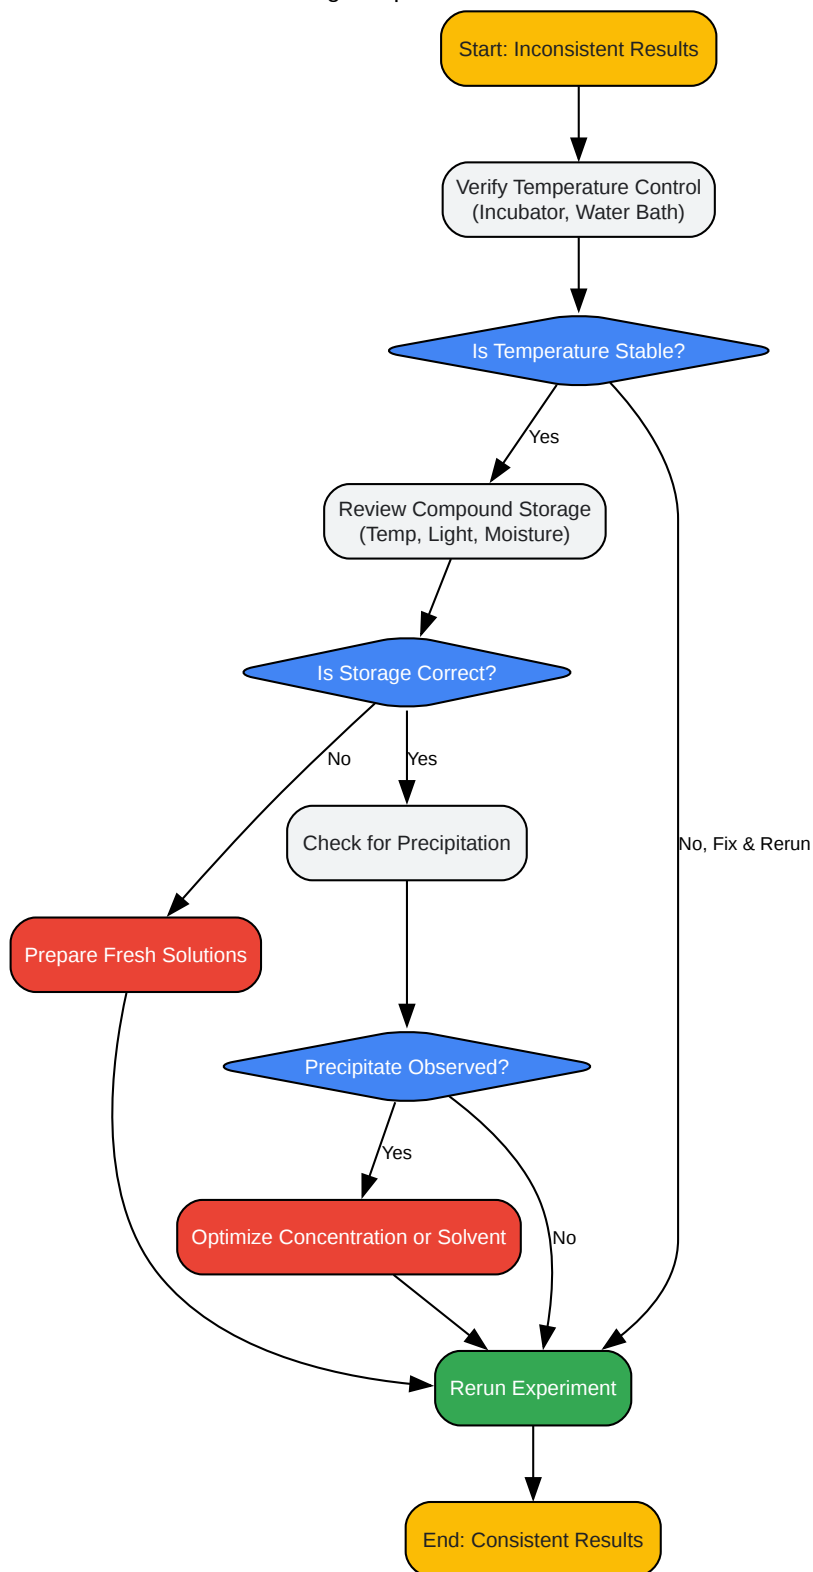 Start: Inconsistent Results
Verify Temperature Control
(Incubator, Water Bath)
Is Temperature Stable?
Yes
Review Compound Storage
(Temp, Light, Moisture)
Is Storage Correct?
No
Yes
Check for Precipitation
No, Fix & Rerun
Prepare Fresh Solutions
Precipitate Observed?
Yes
Optimize Concentration or Solvent
No
Rerun Experiment
End: Consistent Results